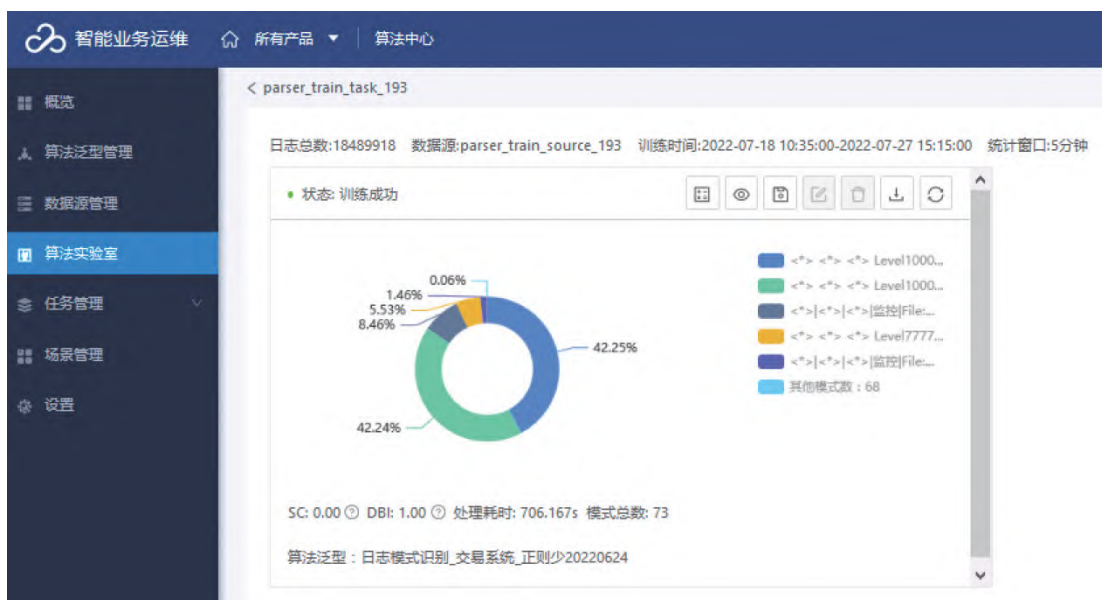 智能业务运维 所有产品 算法中心
< parser_train_task_193
概览
算法泛型管理
数据源管理
算法实验室
任务管理
场景管理
设置
日志总数:18489918 数据源:parser_train_source_193 训练时间:2022-07-18 10:35:00-2022-07-27 15:15:00 统计窗口:5分钟
状态: 训练成功
0.06%
1.46%
5.53%
8.46%
42.25%
42.24%
<*> <*> <*> Level1000...
<*> <*> <*> Level1000...
<*>|<*>|<*>|监控|File:...
<*> <*> <*> Level7777...
<*>|<*>|<*>|监控|File:...
其他模式数：68
SC: 0.00 ? DBI: 1.00 ? 处理耗时: 706.167s 模式总数: 73
算法泛型：日志模式识别_交易系统_正则少20220624